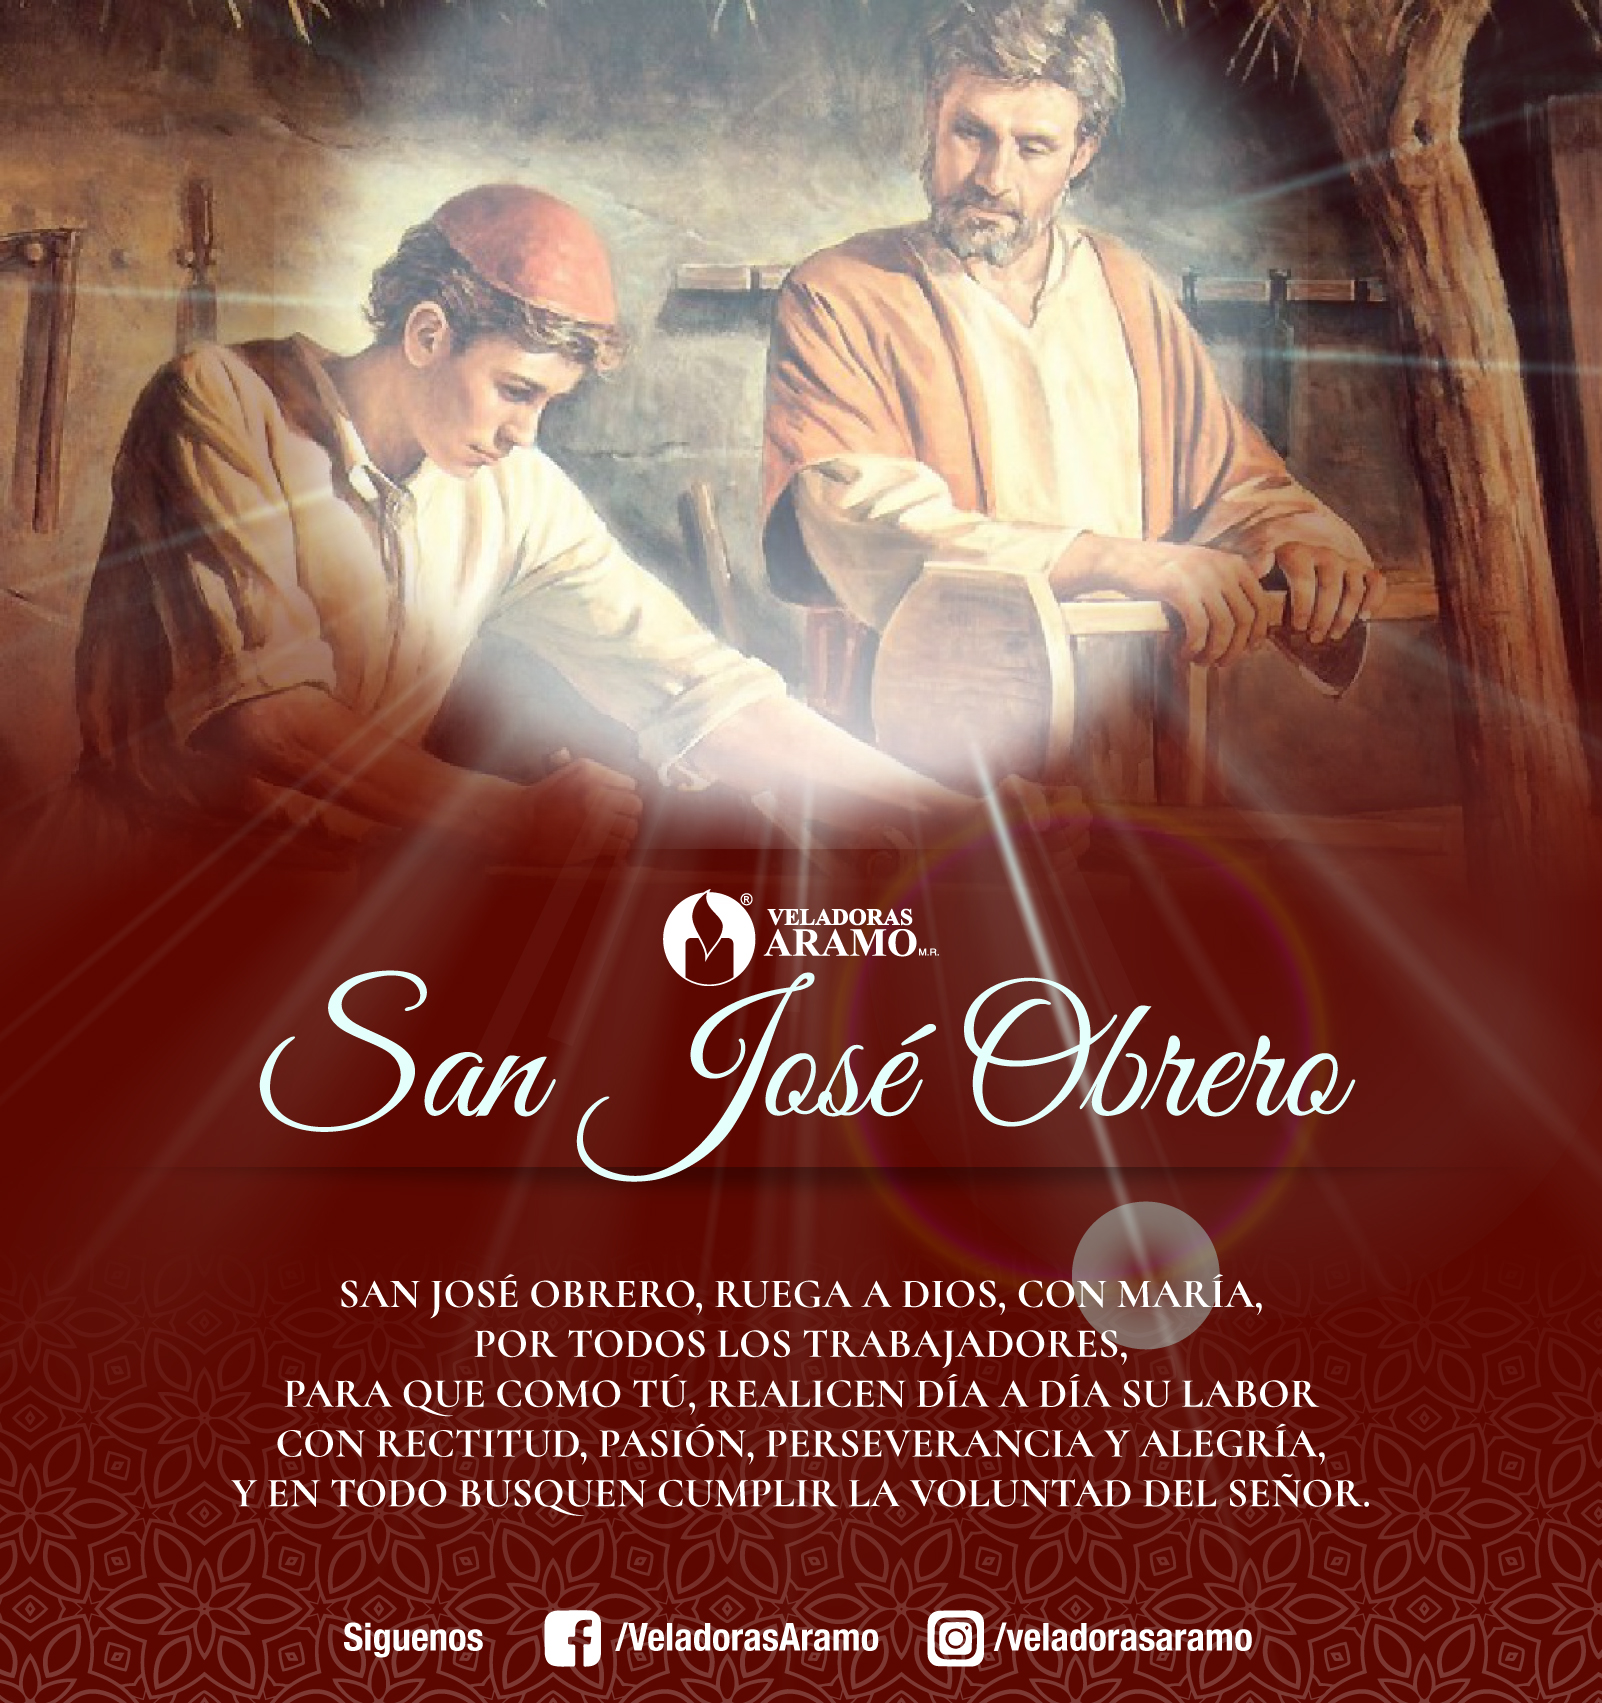 VELADORAS
ARAMO M.R.
San José Obrero
SAN JOSÉ OBRERO, RUEGA A DIOS, CON MARÍA,
POR TODOS LOS TRABAJADORES,
PARA QUE COMO TÚ, REALICEN DÍA A DÍA SU LABOR
CON RECTITUD, PASIÓN, PERSEVERANCIA Y ALEGRÍA,
Y EN TODO BUSQUEN CUMPLIR LA VOLUNTAD DEL SEÑOR.
Siguenos /VeladorasAramo /veladorasaramo